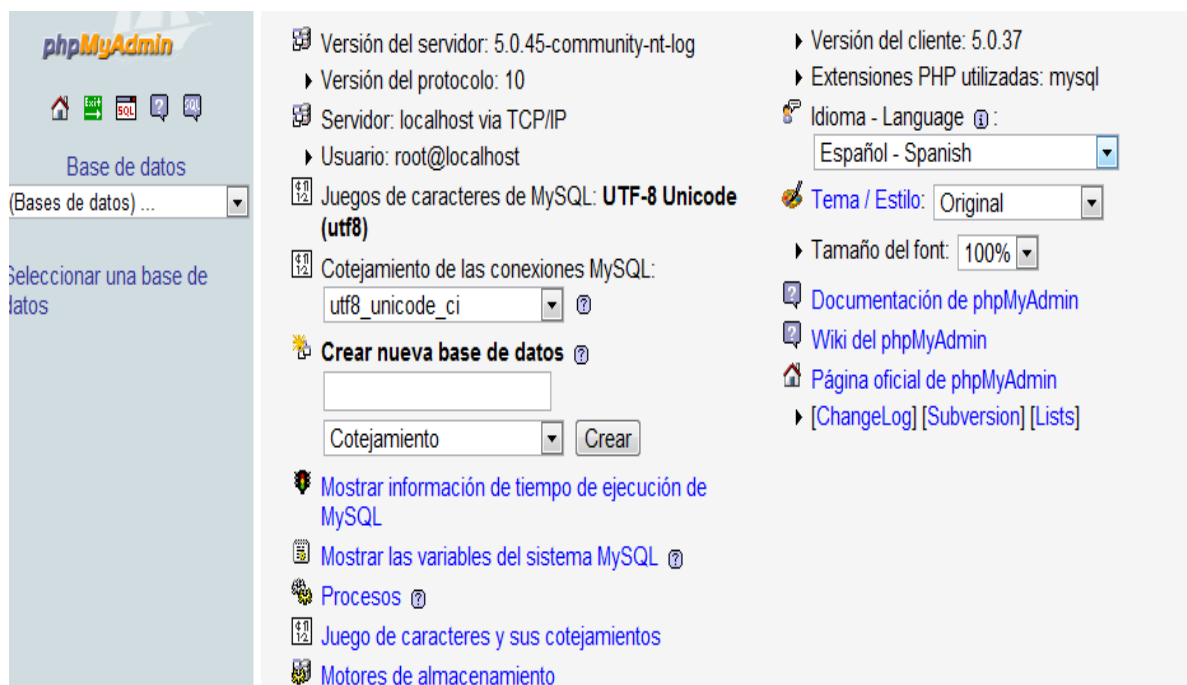 phpMyAdmin
Exit
SQL
?
SQL
Base de datos
(Bases de datos) ...
Seleccionar una base de
datos
Versión del servidor: 5.0.45-community-nt-log
Versión del protocolo: 10
Servidor: localhost via TCP/IP
Usuario: root@localhost
Juegos de caracteres de MySQL: UTF-8 Unicode
(utf8)
Cotejamiento de las conexiones MySQL:
utf8_unicode_ci ?
Crear nueva base de datos ?
Cotejamiento Crear
Mostrar información de tiempo de ejecución de
MySQL
Mostrar las variables del sistema MySQL ?
Procesos ?
Juego de caracteres y sus cotejamientos
Motores de almacenamiento
Versión del cliente: 5.0.37
Extensiones PHP utilizadas: mysql
Idioma - Language i :
Español - Spanish
Tema / Estilo: Original
Tamaño del font: 100%
Documentación de phpMyAdmin
Wiki del phpMyAdmin
Página oficial de phpMyAdmin
[ChangeLog] [Subversion] [Lists]